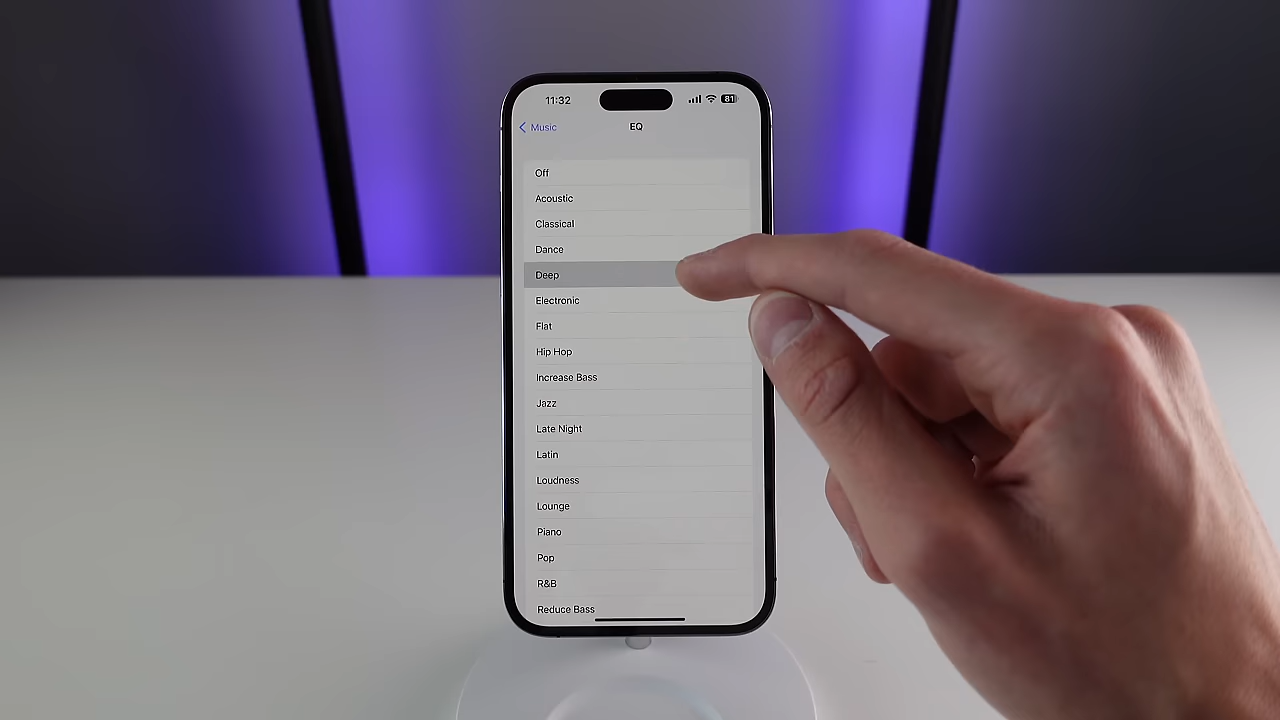 11:32 81
Music EQ
Off
Acoustic
Classical
Dance
Deep
Electronic
Flat
Hip Hop
Increase Bass
Jazz
Late Night
Latin
Loudness
Lounge
Piano
Pop
R&B
Reduce Bass